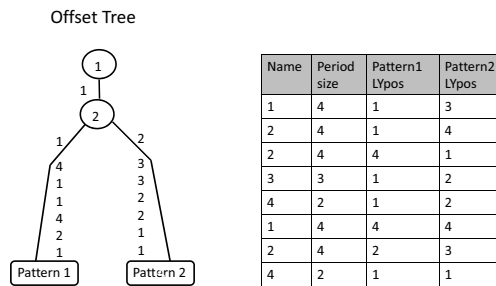 Offset Tree
1
1
2
1 2
4 3
1 3
1 2
4 2
2 1
1 1
Pattern 1 Pattern 2
Name Period size Pattern1 LYpos Pattern2 LYpos
1 4 1 3
2 4 1 4
2 4 4 1
3 3 1 2
4 2 1 2
1 4 4 4
2 4 2 3
4 2 1 1